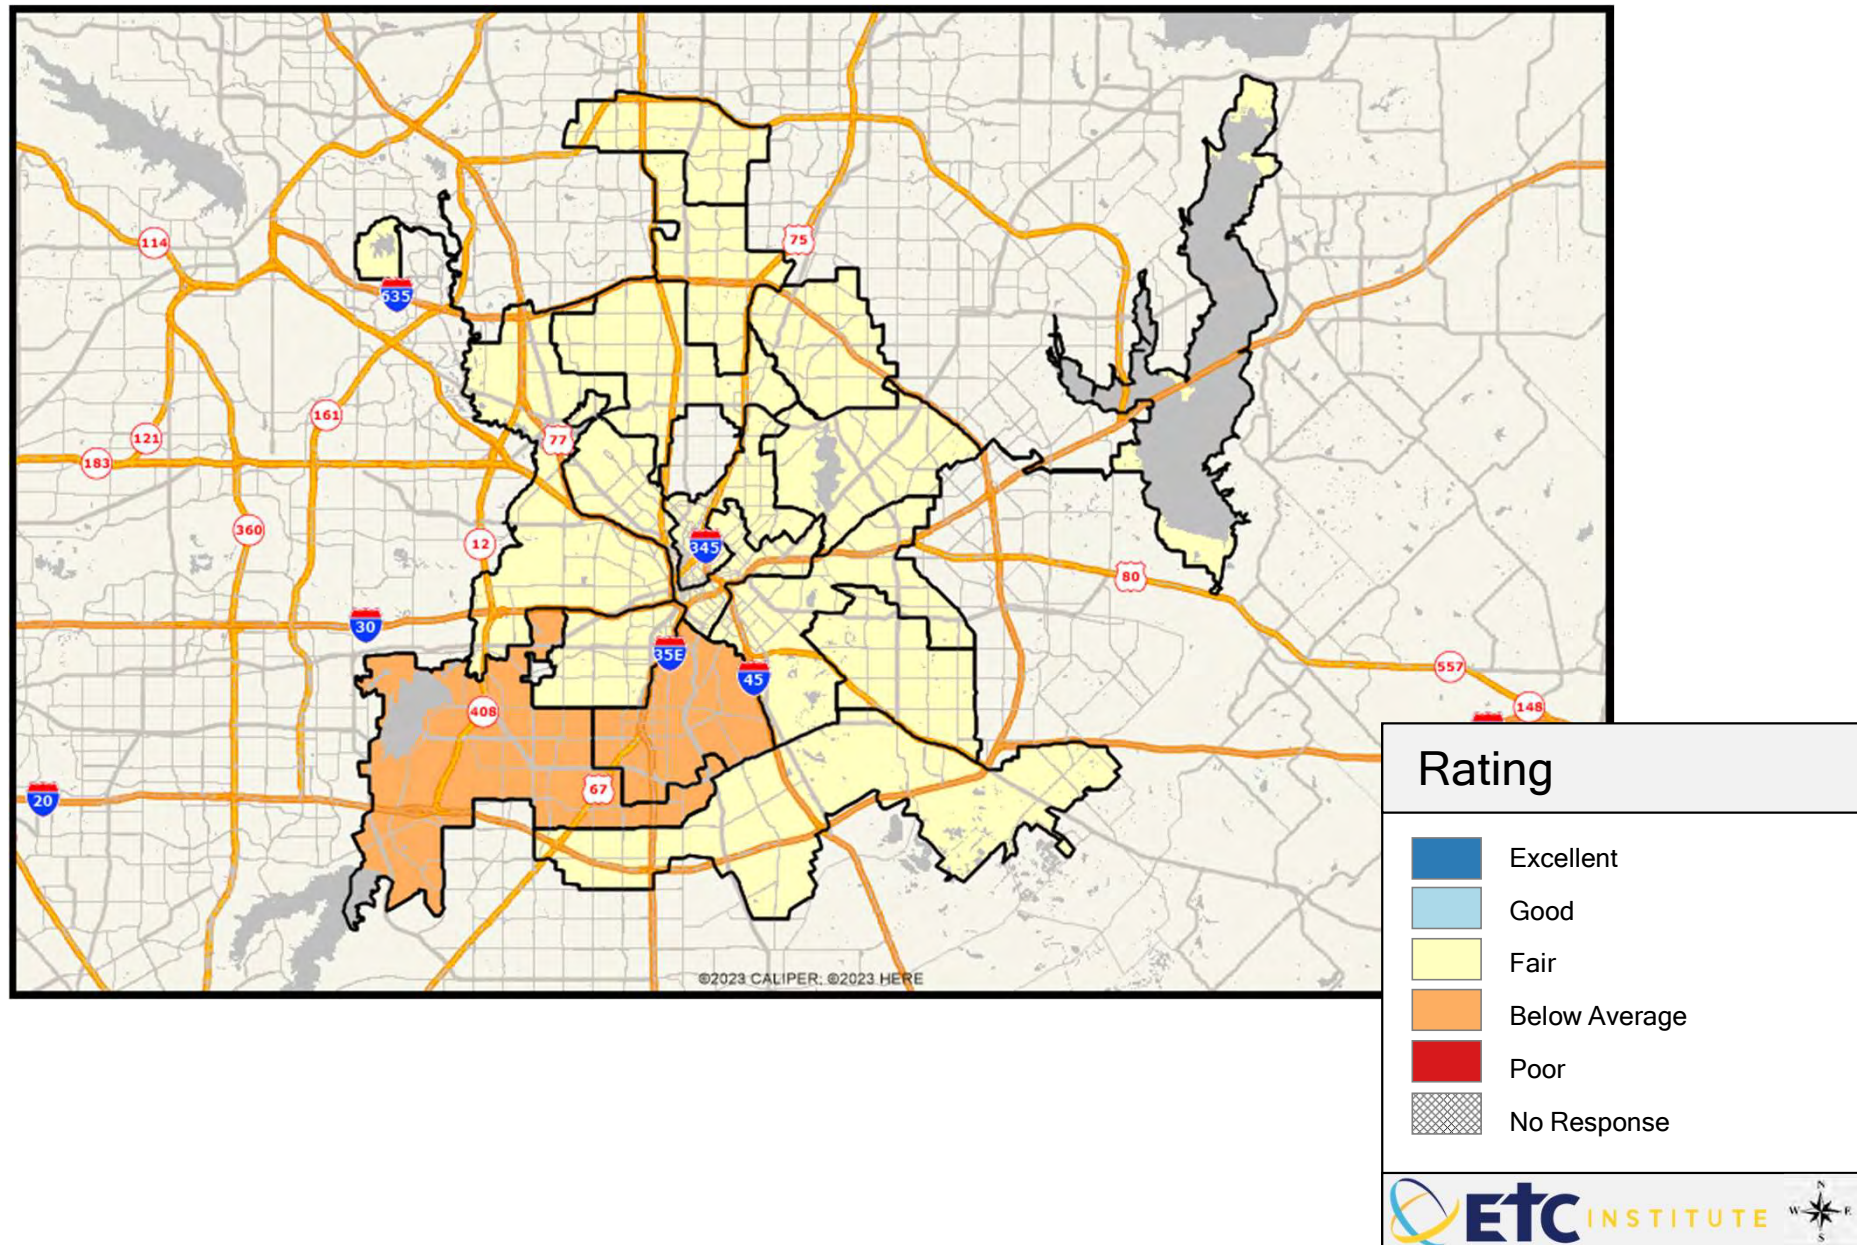 114
75
635
161
121
183
77
360
12
345
80
30
35E
45
557
408
148
67
20
©2023 CALIPER; ©2023 HERE
Rating
Excellent
Good
Fair
Below Average
Poor
No Response
ETC INSTITUTE
N
W E
S